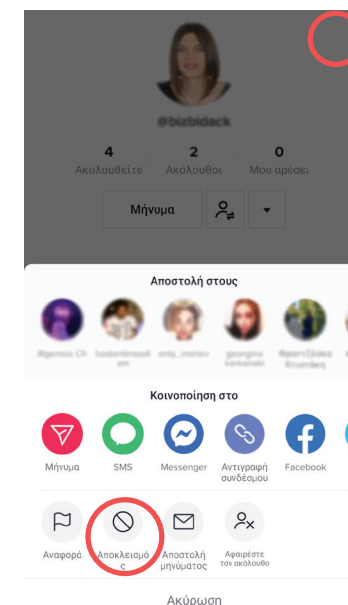 @bizbidack
4 2 0
Ακολουθείτε Ακόλουθοι Μου αρέσει
Μήνυμα
Αποστολή στους
Κοινοποίηση στο
Μήνυμα SMS Messenger Αντιγραφή Facebook
συνδέσμου
Αναφορά Αποκλεισμό Αποστολή Αφαιρέστε
ς μηνύματος τον ακόλουθο
Ακύρωση